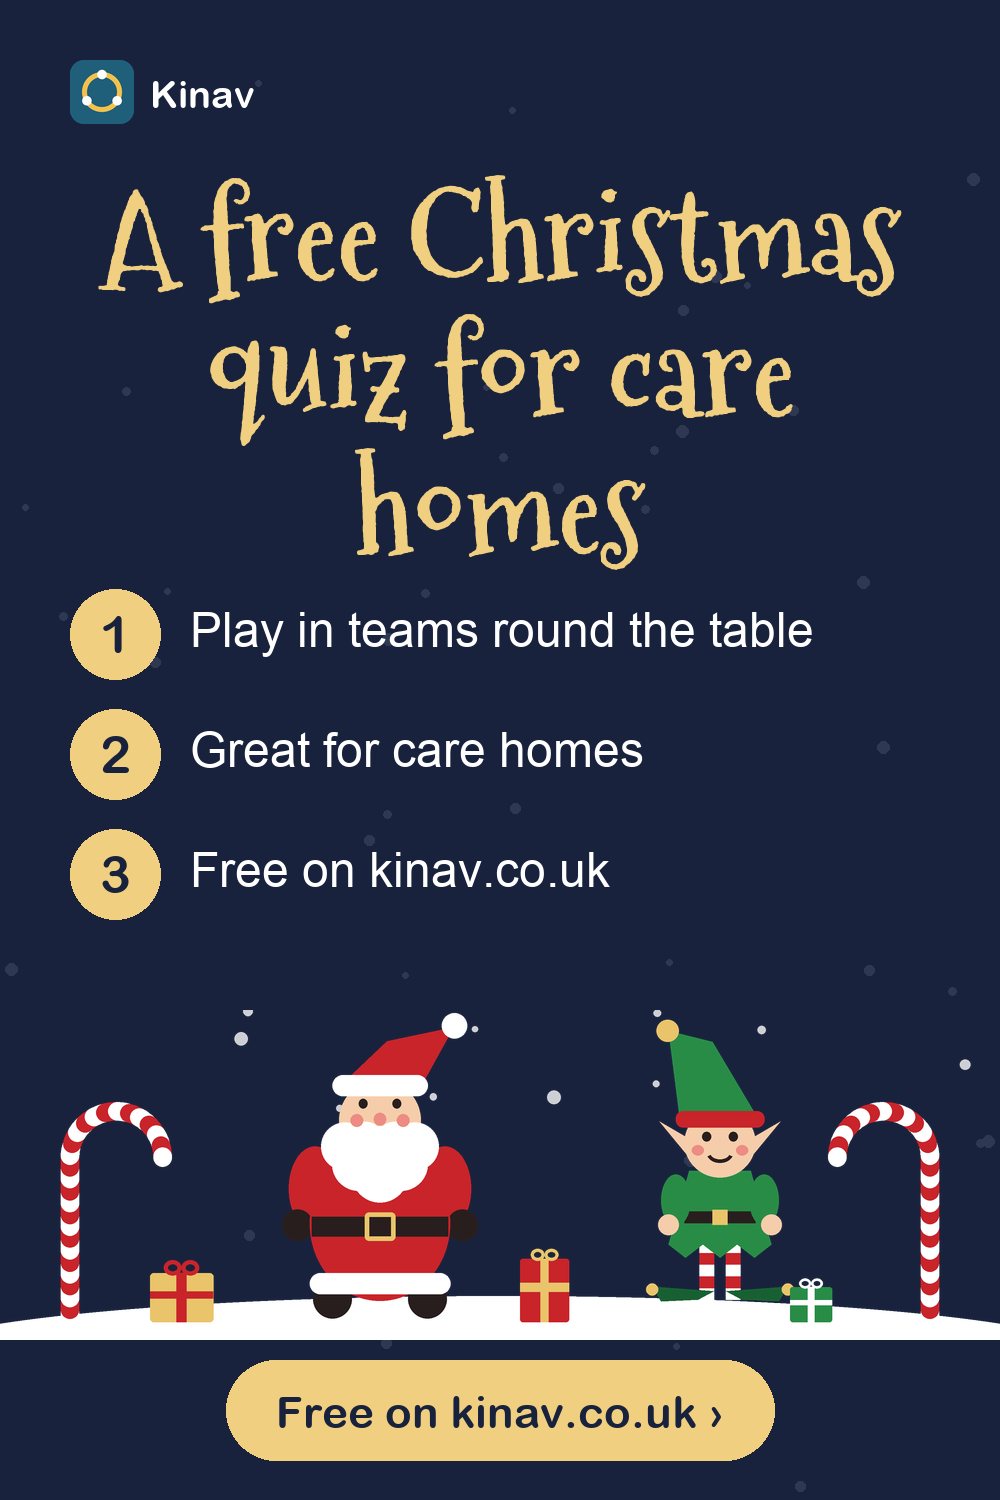 Kinav
A free Christmas
quiz for care
homes
1 Play in teams round the table
2 Great for care homes
3 Free on kinav.co.uk
Free on kinav.co.uk ›